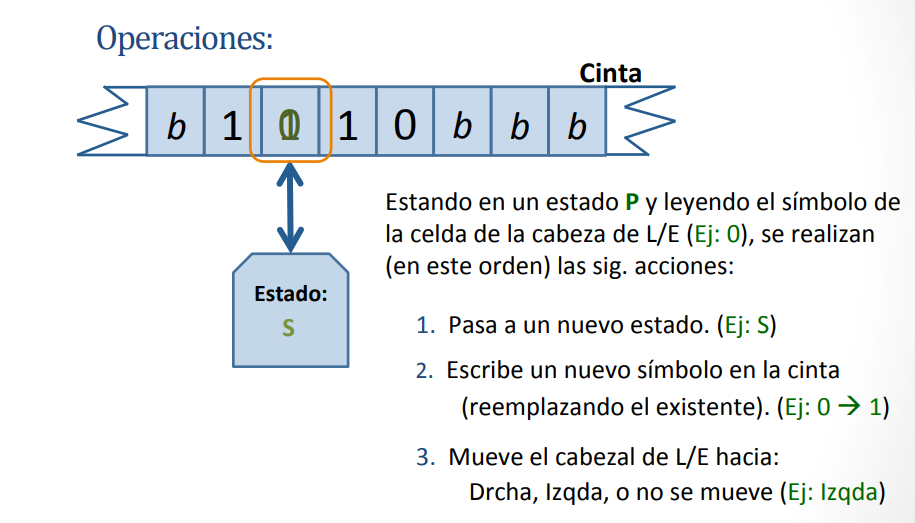 Operaciones:
Cinta
b 1 0 1 0 b b b
Estando en un estado P y leyendo el símbolo de
la celda de la cabeza de L/E (Ej: 0), se realizan
(en este orden) las sig. acciones:
Estado:
S
1. Pasa a un nuevo estado. (Ej: S)
2. Escribe un nuevo símbolo en la cinta
(reemplazando el existente). (Ej: 0 → 1)
3. Mueve el cabezal de L/E hacia:
Drcha, Izqda, o no se mueve (Ej: Izqda)